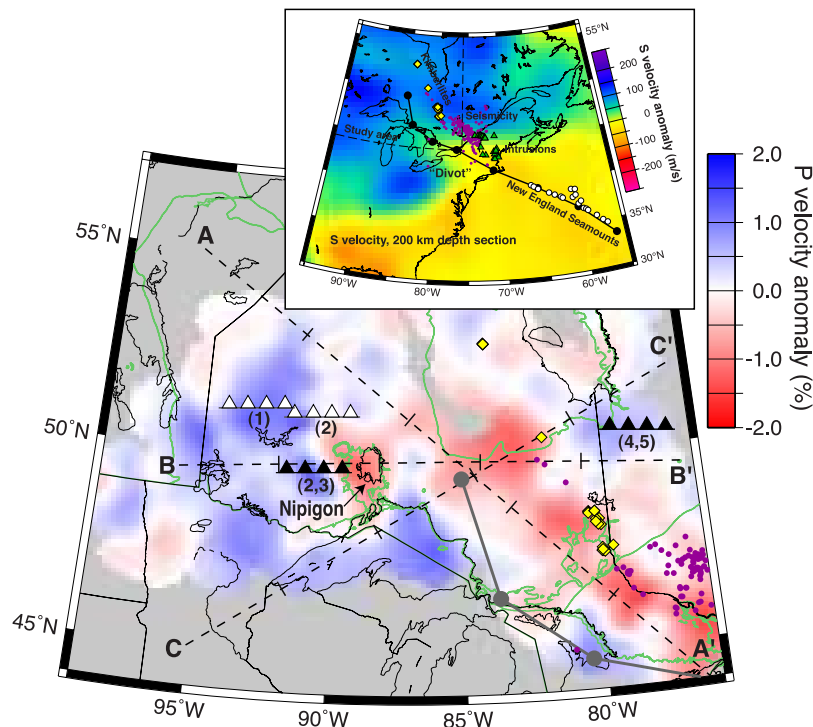 55°N
200
100
0
-100
-200
S velocity anomaly (m/s)
Kimberlites
Seismicity
Study area
Intrusions
"Divot"
New England Seamounts
S velocity, 200 km depth section
35°N
30°N
90°W
80°W
70°W
60°W
2.0
1.0
0.0
-1.0
-2.0
P velocity anomaly (%)
55°N
A
C'
50°N
(1)
(2)
(4,5)
B
(2,3)
B'
Nipigon
45°N
C
A'
95°W
90°W
85°W
80°W